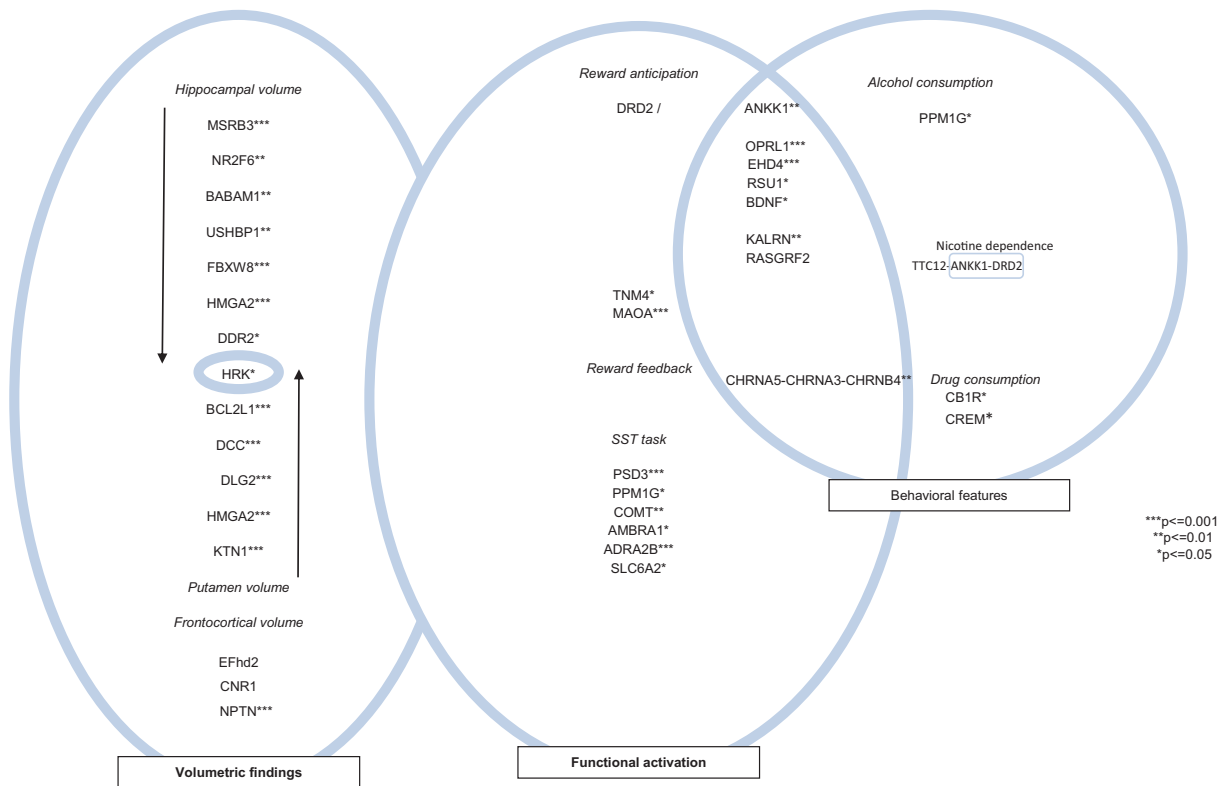 Hippocampal volume
MSRB3***
NR2F6**
BABAM1**
USHBP1**
FBXW8***
HMGA2***
DDR2*
HRK*
BCL2L1***
DCC***
DLG2***
HMGA2***
KTN1***
Putamen volume
Frontocortical volume
EFhd2
CNR1
NPTN***
Volumetric findings
Reward anticipation
DRD2 /
ANKK1**
OPRL1***
EHD4***
RSU1*
BDNF*
KALRN**
RASGRF2
TNM4*
MAOA***
Reward feedback
CHRNA5-CHRNA3-CHRNB4**
SST task
PSD3***
PPM1G*
COMT**
AMBRA1*
ADRA2B***
SLC6A2*
Functional activation
Alcohol consumption
PPM1G*
Nicotine dependence
TTC12-ANKK1-DRD2
Drug consumption
CB1R*
CREM*
Behavioral features
***p<=0.001
**p<=0.01
*p<=0.05